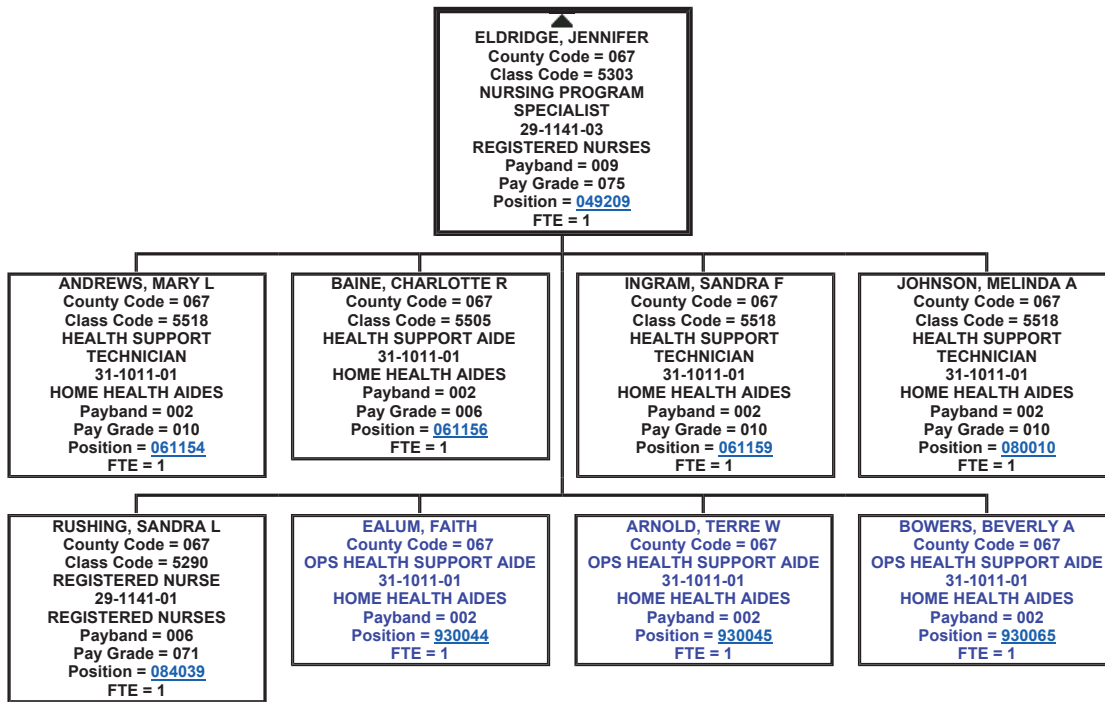 ELDRIDGE, JENNIFER
County Code = 067
Class Code = 5303
NURSING PROGRAM
SPECIALIST
29-1141-03
REGISTERED NURSES
Payband = 009
Pay Grade = 075
Position = 049209
FTE = 1
ANDREWS, MARY L
County Code = 067
Class Code = 5518
HEALTH SUPPORT
TECHNICIAN
31-1011-01
HOME HEALTH AIDES
Payband = 002
Pay Grade = 010
Position = 061154
FTE = 1
BAINE, CHARLOTTE R
County Code = 067
Class Code = 5505
HEALTH SUPPORT AIDE
31-1011-01
HOME HEALTH AIDES
Payband = 002
Pay Grade = 006
Position = 061156
FTE = 1
INGRAM, SANDRA F
County Code = 067
Class Code = 5518
HEALTH SUPPORT
TECHNICIAN
31-1011-01
HOME HEALTH AIDES
Payband = 002
Pay Grade = 010
Position = 061159
FTE = 1
JOHNSON, MELINDA A
County Code = 067
Class Code = 5518
HEALTH SUPPORT
TECHNICIAN
31-1011-01
HOME HEALTH AIDES
Payband = 002
Pay Grade = 010
Position = 080010
FTE = 1
RUSHING, SANDRA L
County Code = 067
Class Code = 5290
REGISTERED NURSE
29-1141-01
REGISTERED NURSES
Payband = 006
Pay Grade = 071
Position = 084039
FTE = 1
EALUM, FAITH
County Code = 067
OPS HEALTH SUPPORT AIDE
31-1011-01
HOME HEALTH AIDES
Payband = 002
Position = 930044
FTE = 1
ARNOLD, TERRE W
County Code = 067
OPS HEALTH SUPPORT AIDE
31-1011-01
HOME HEALTH AIDES
Payband = 002
Position = 930045
FTE = 1
BOWERS, BEVERLY A
County Code = 067
OPS HEALTH SUPPORT AIDE
31-1011-01
HOME HEALTH AIDES
Payband = 002
Position = 930065
FTE = 1